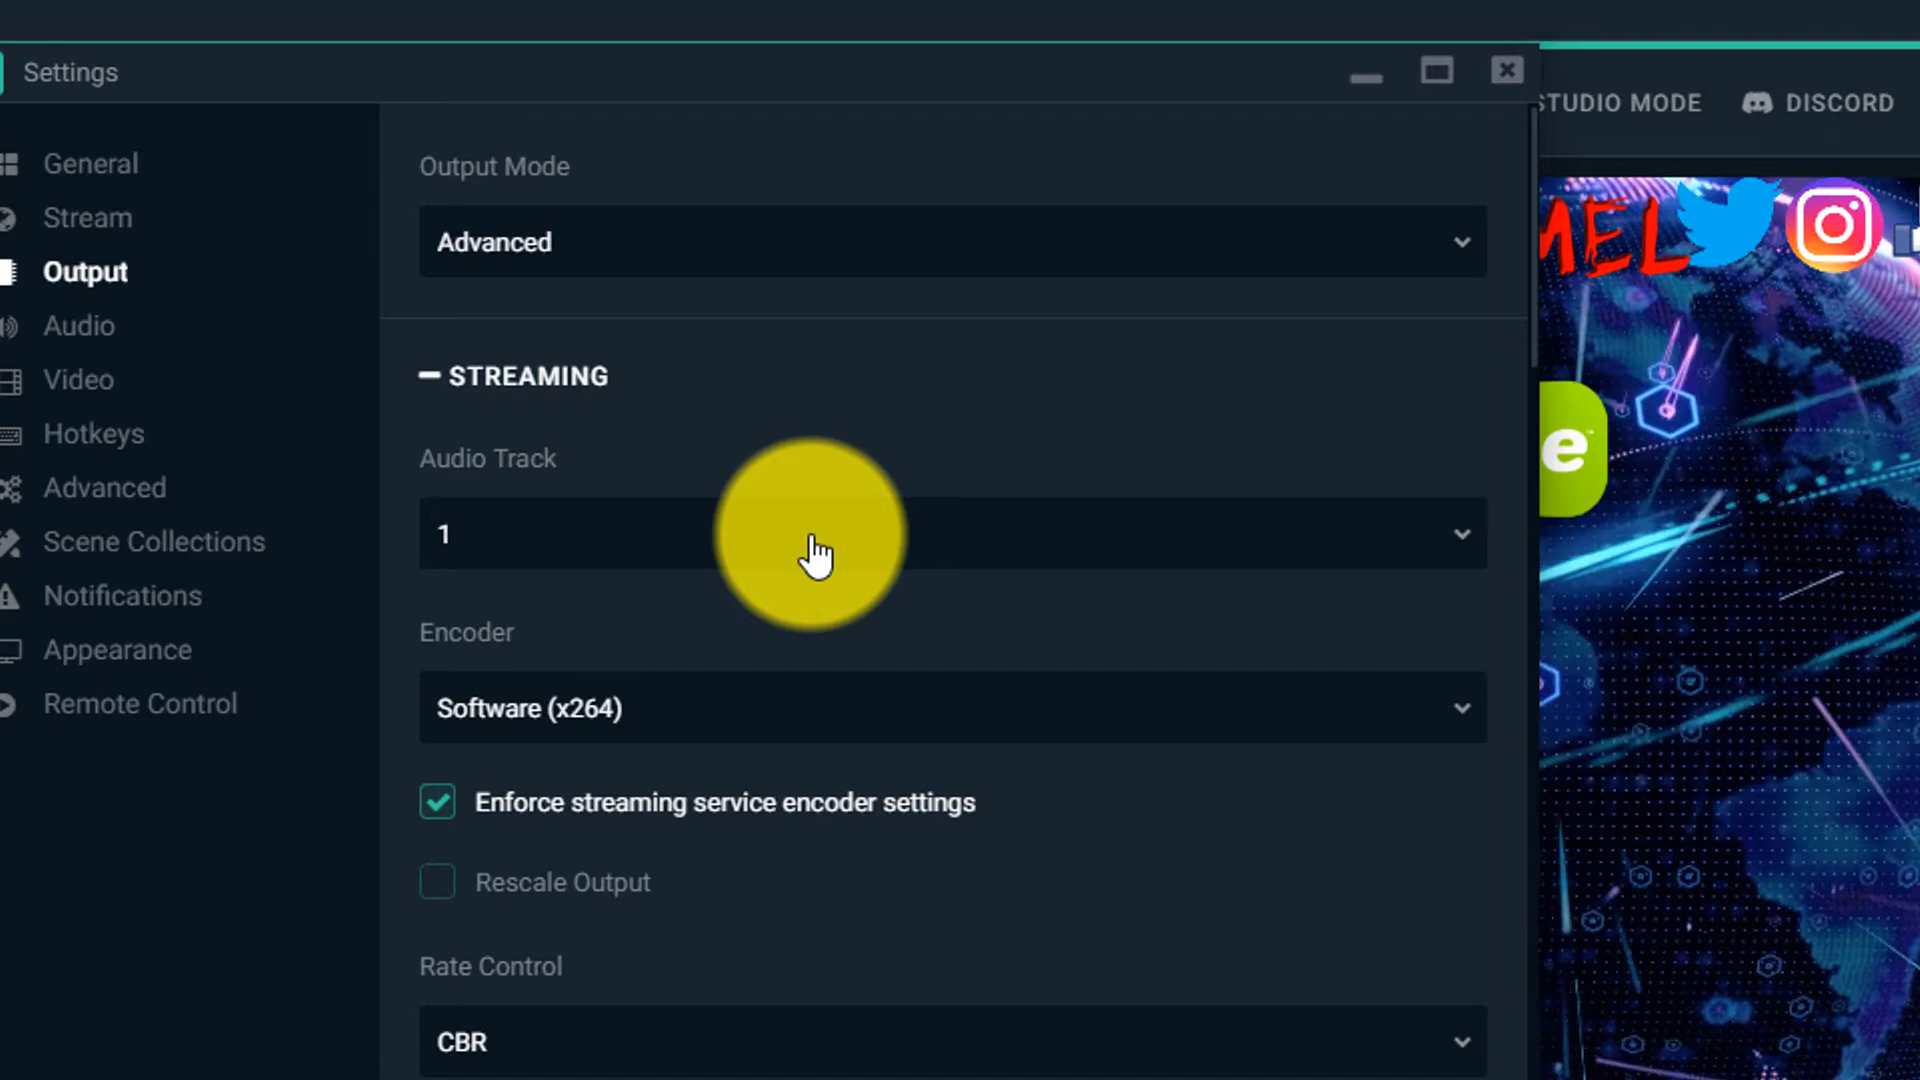 Settings
STUDIO MODE
DISCORD
General
Stream
Output
Audio
Video
Hotkeys
Advanced
Scene Collections
Notifications
Appearance
Remote Control
Output Mode
Advanced
STREAMING
Audio Track
1
Encoder
Software (x264)
Enforce streaming service encoder settings
Rescale Output
Rate Control
CBR
MEL
e